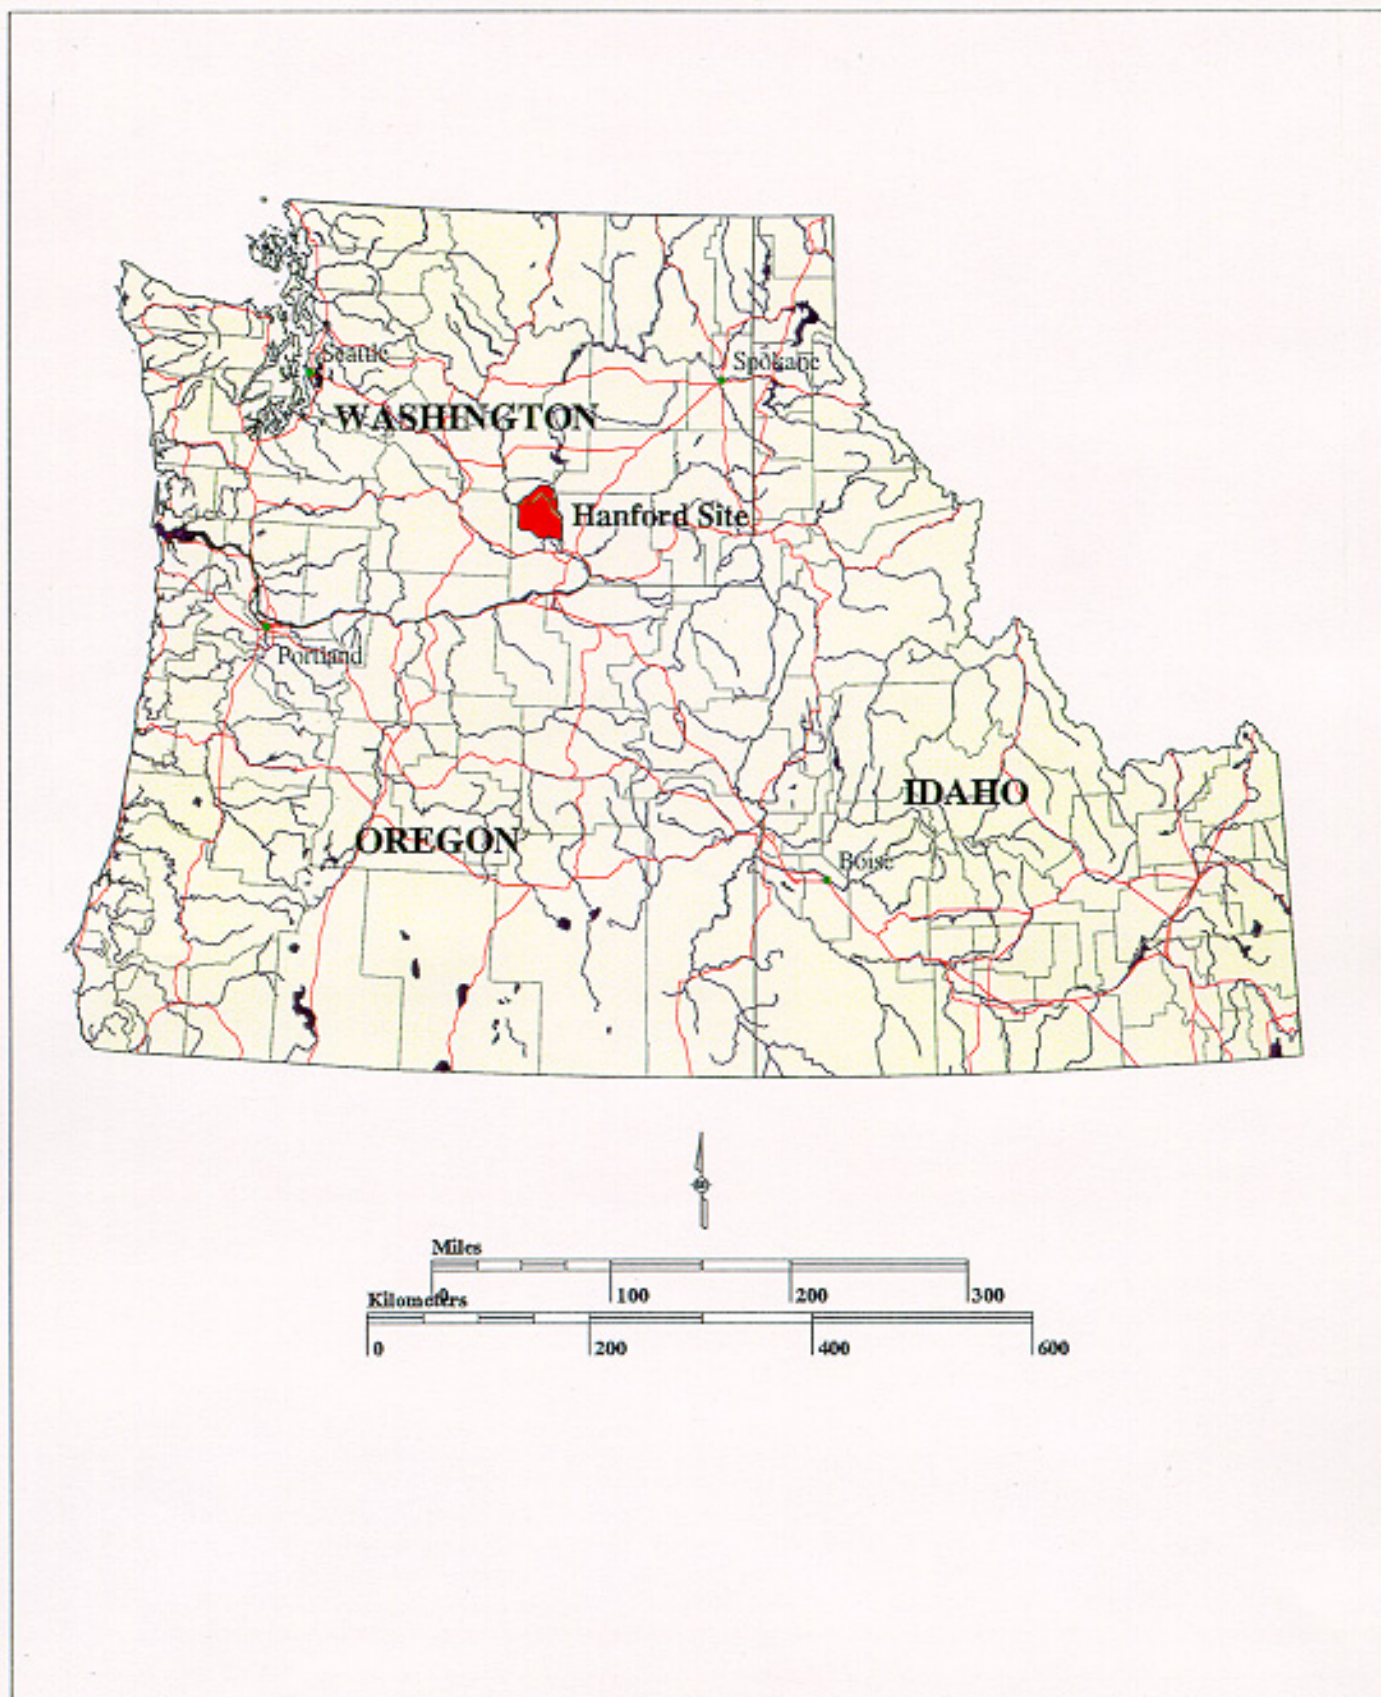 Seattle
Spokane
WASHINGTON
Hanford Site
Portland
IDAHO
OREGON
Boise
Miles
0 100 200 300
Kilometers
0 200 400 600